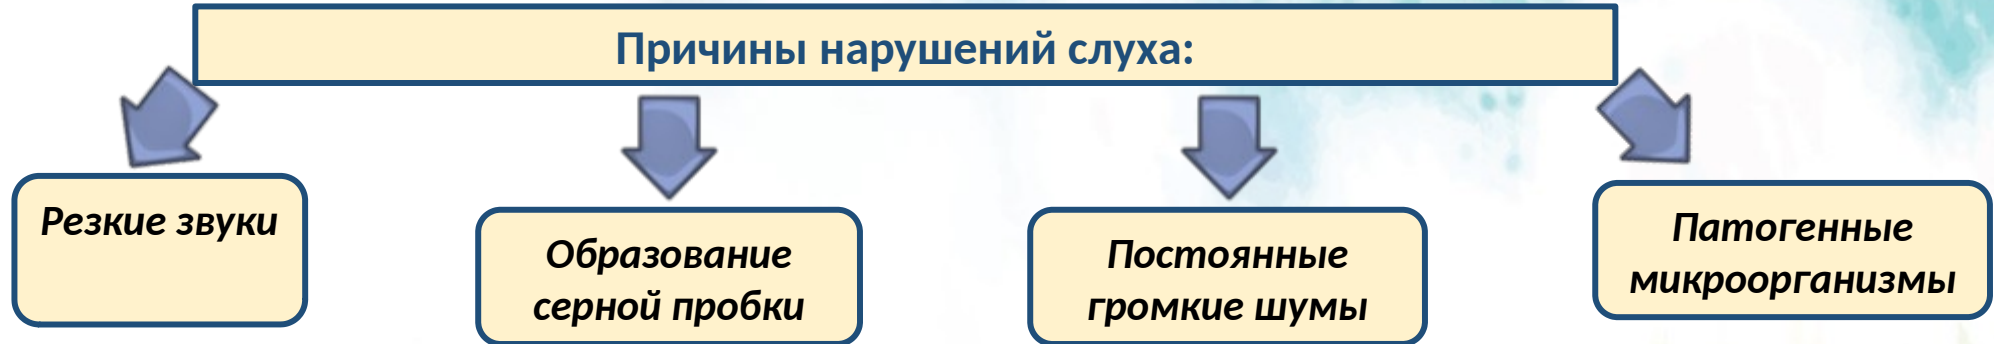 Причины нарушений слуха:
Резкие звуки
Образование
серной пробки
Постоянные
громкие шумы
Патогенные
микроорганизмы